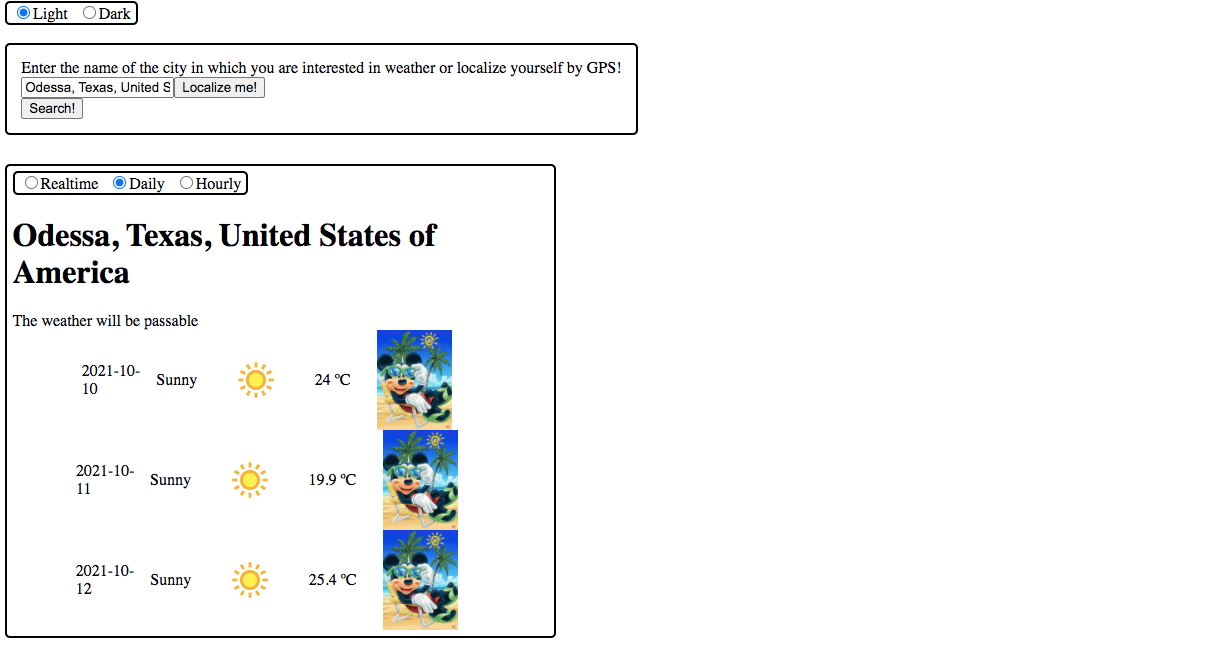 Light Dark
Enter the name of the city in which you are interested in weather or localize yourself by GPS!
Odessa, Texas, United S Localize me!
Search!
Realtime Daily Hourly
Odessa, Texas, United States of
America
The weather will be passable
2021-10-
10
Sunny
24 °C
2021-10-
11
Sunny
19.9 °C
2021-10-
12
Sunny
25.4 °C